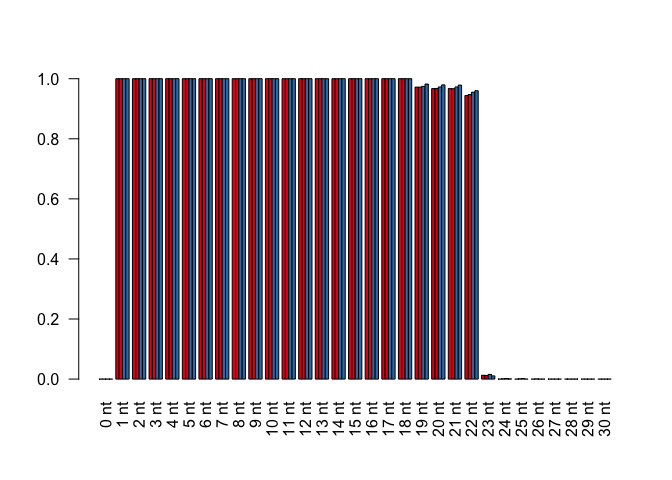 1.0
0.8
0.6
0.4
0.2
0.0
0 nt
1 nt
2 nt
3 nt
4 nt
5 nt
6 nt
7 nt
8 nt
9 nt
10 nt
11 nt
12 nt
13 nt
14 nt
15 nt
16 nt
17 nt
18 nt
19 nt
20 nt
21 nt
22 nt
23 nt
24 nt
25 nt
26 nt
27 nt
28 nt
29 nt
30 nt